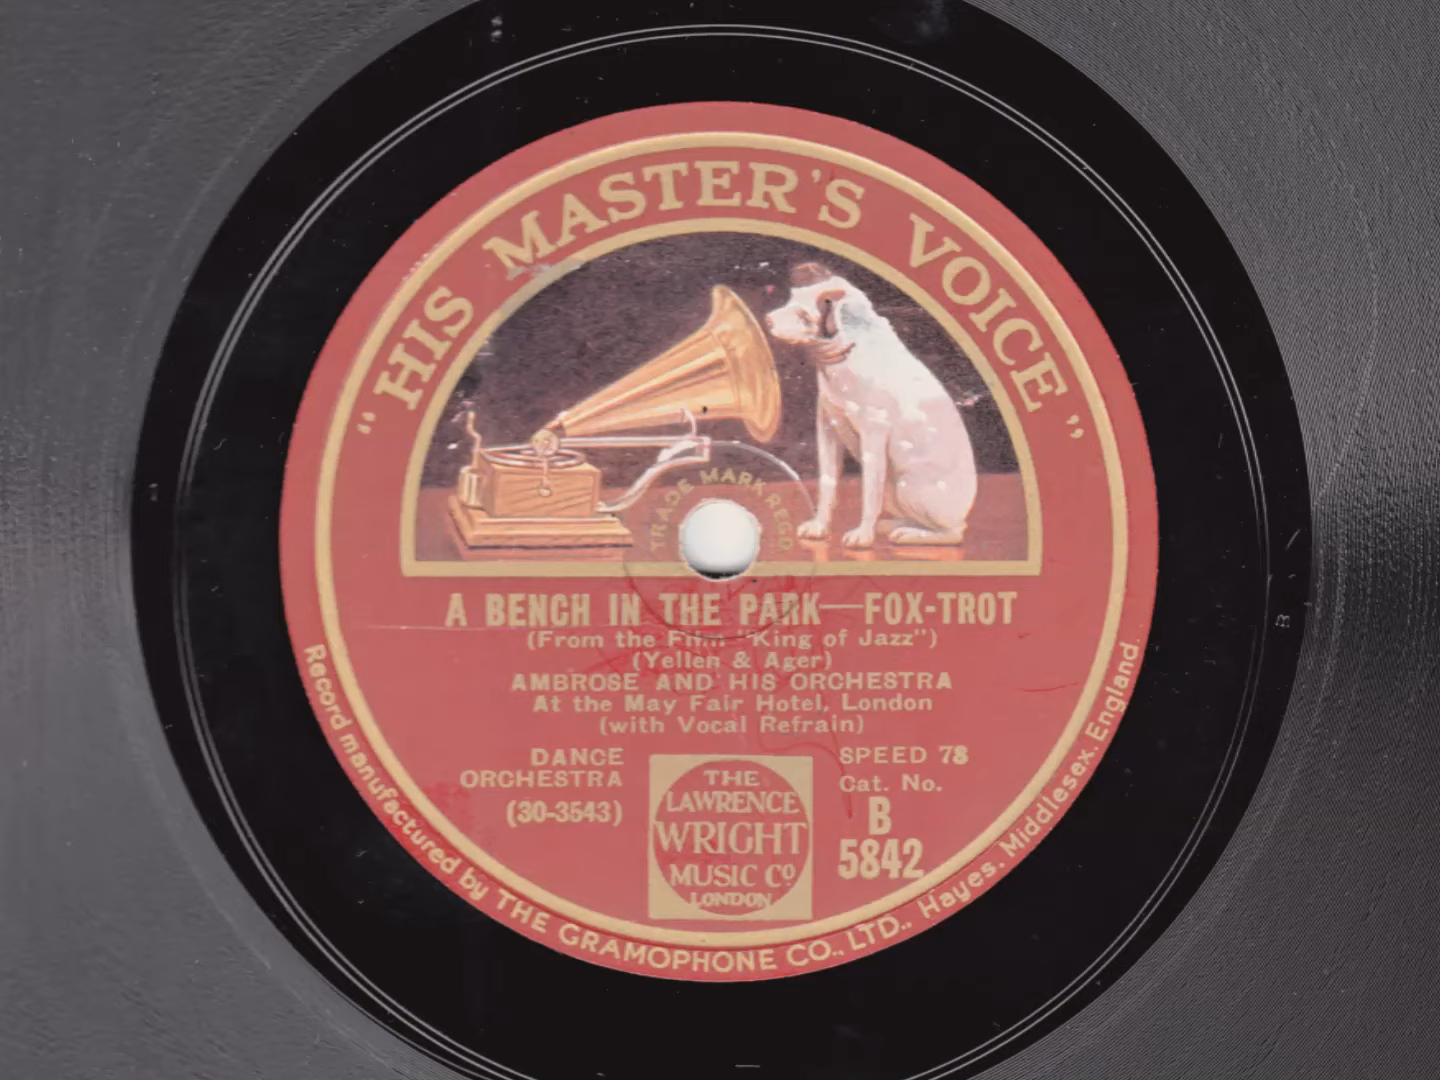 "HIS MASTER'S VOICE"
TRADE MARK REGD
A BENCH IN THE PARK—FOX-TROT
(From the Film "King of Jazz")
(Yellen & Ager)
AMBROSE AND HIS ORCHESTRA
At the May Fair Hotel, London
(with Vocal Refrain)
DANCE
ORCHESTRA
(30-3543)
THE
LAWRENCE
WRIGHT
MUSIC Cº
LONDON
SPEED 78
Cat. No.
B
5842
Record manufactured by THE GRAMOPHONE CO., LTD., Hayes, Middlesex, England.
B